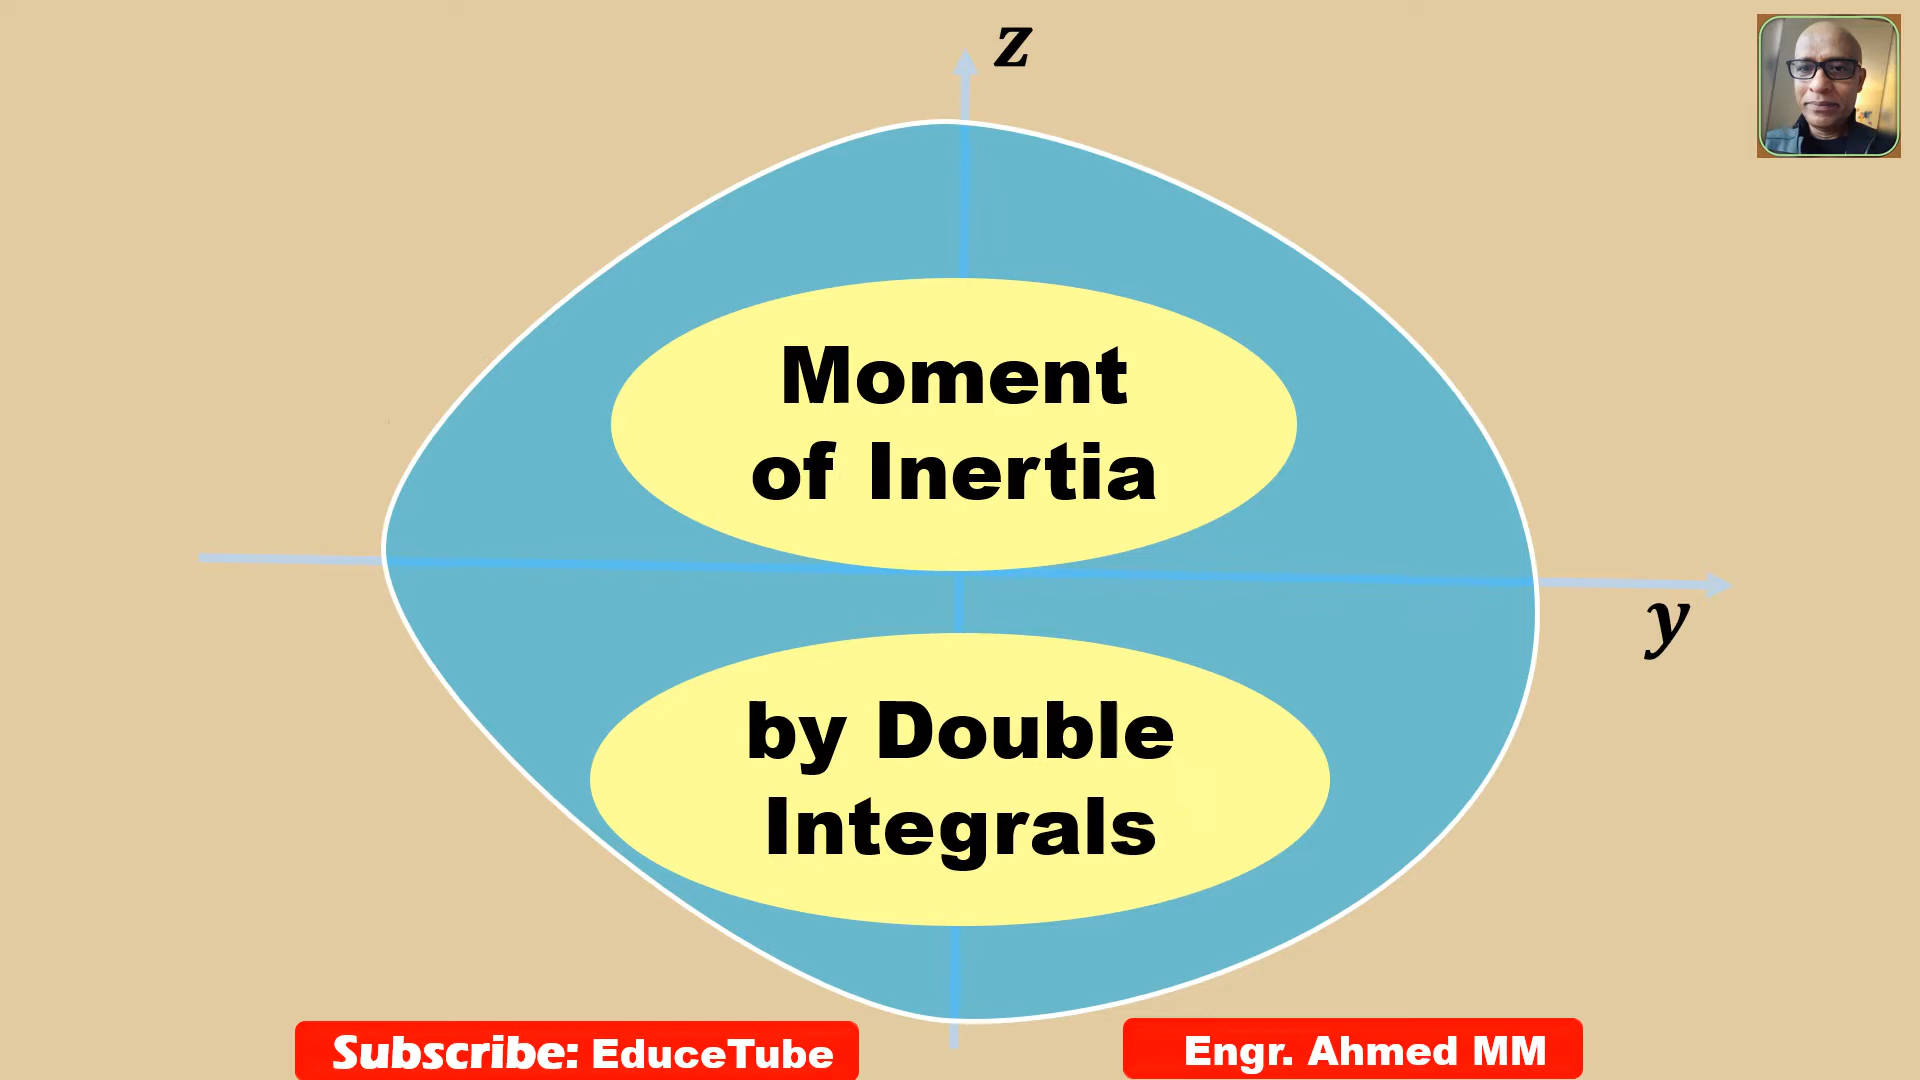 z
Moment
of Inertia
y
by Double
Integrals
Subscribe: EduceTube
Engr. Ahmed MM